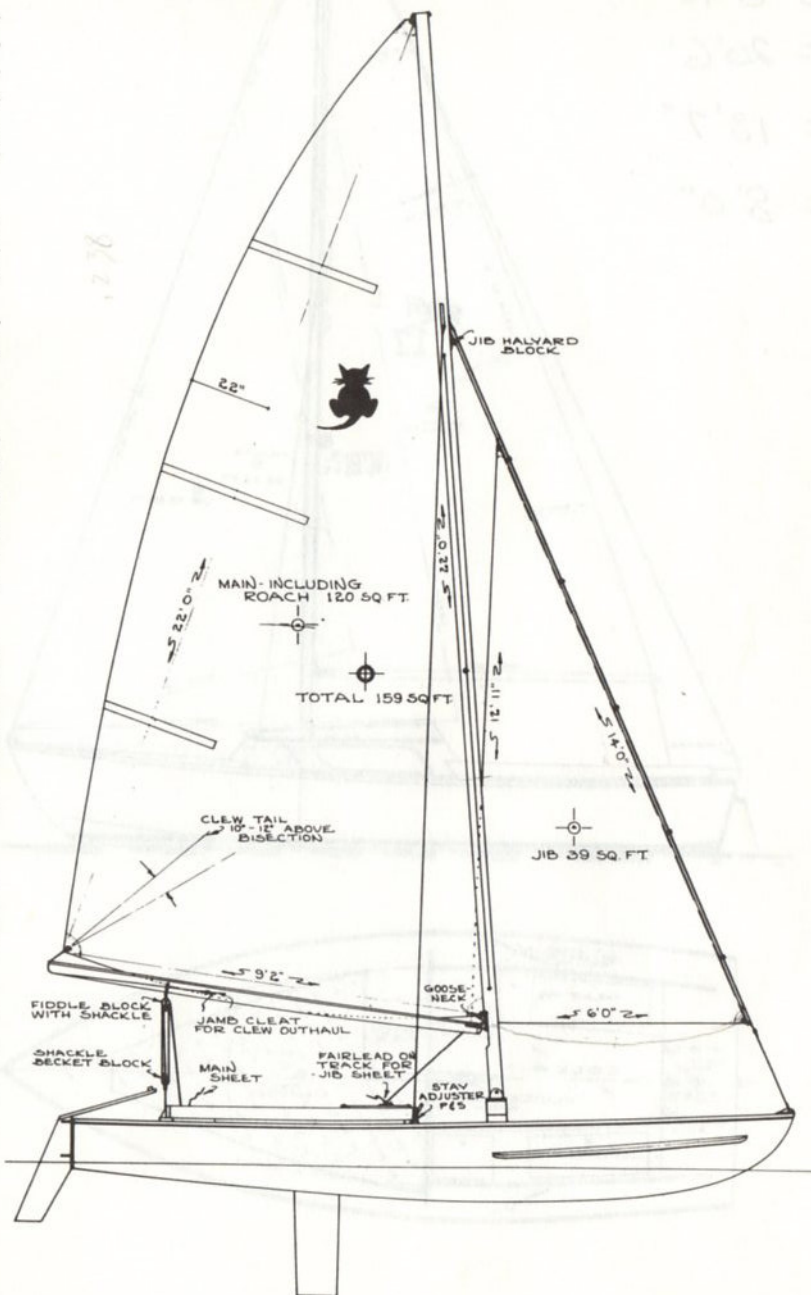 JIB HALYARD
BLOCK
22"
22'0"
MAIN-INCLUDING
ROACH 120 SQ FT.
22'0"
TOTAL 159 SQ FT.
12'11"
14'0"
CLEW TAIL
10"-12" ABOVE
BISECTION
JIB 39 SQ. FT.
9'2"
GOOSE-
NECK
6'0"
FIDDLE BLOCK
WITH SHACKLE
JAMB CLEAT
FOR CLEW OUTHAUL
SHACKLE
BECKET BLOCK
MAIN
SHEET
FAIRLEAD ON
TRACK FOR
JIB SHEET
STAY
ADJUSTER
P&S